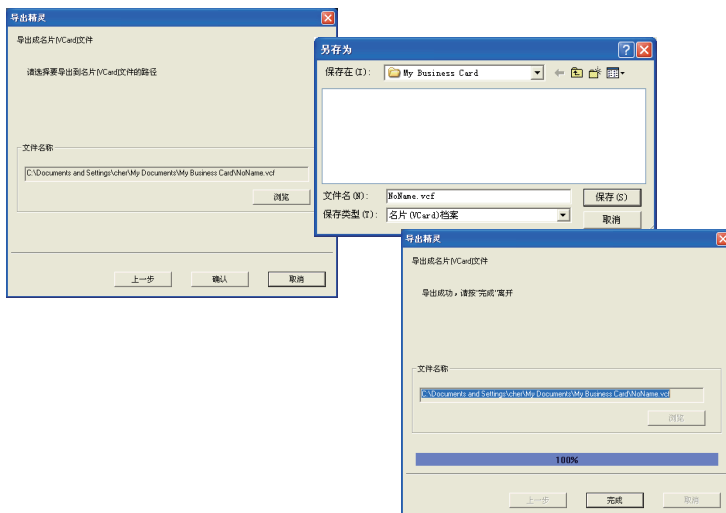 导出精灵
导出成名片[VCard]文件
请选择要导出到名片[VCard]文件的路径
文件名称
C:\Documents and Settings\cher\My Documents\My Business Card\NoName.vcf
浏览
上一步
确认
取消
另存为
保存在(I):
My Business Card
文件名(N):
NoName.vcf
保存(S)
保存类型(T):
名片(VCard)档案
取消
导出精灵
导出成名片[VCard]文件
导出成功，请按"完成"离开
文件名称
C:\Documents and Settings\cher\My Documents\My Business Card\NoName.vcf
浏览
100%
上一步
完成
取消